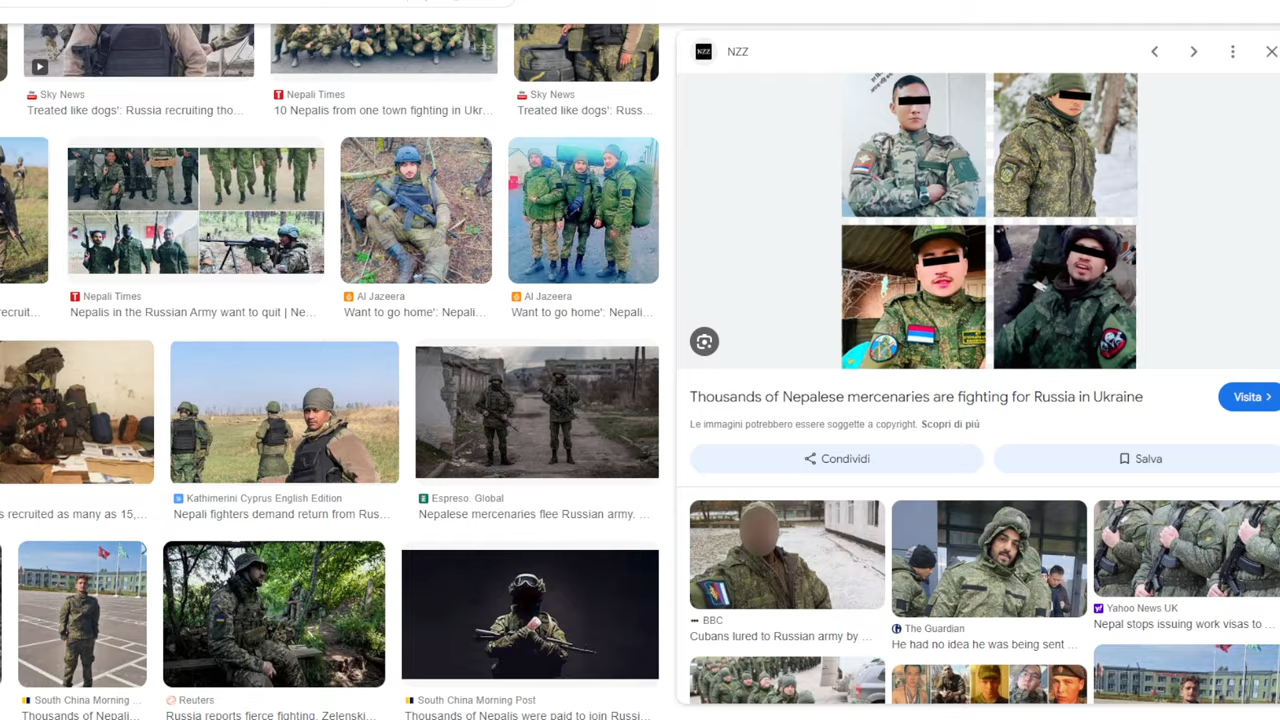 Sky News
Treated like dogs': Russia recruiting tho...
Nepali Times
10 Nepalis from one town fighting in Ukr...
Sky News
Treated like dogs': Russ...
ecruit...
Nepali Times
Nepalis in the Russian Army want to quit | Ne...
Al Jazeera
Want to go home': Nepali...
Al Jazeera
Want to go home': Nepali...
s recruited as many as 15,...
Kathimerini Cyprus English Edition
Nepali fighters demand return from Rus...
Espreso. Global
Nepalese mercenaries flee Russian army. ...
South China Morning ...
Thousands of Nepalis...
Reuters
Russia reports fierce fighting, Zelenski...
South China Morning Post
Thousands of Nepalis were paid to join Russi...
NZZ
NZZ
Thousands of Nepalese mercenaries are fighting for Russia in Ukraine
Visita
Le immagini potrebbero essere soggette a copyright. Scopri di più
Condividi
Salva
BBC
Cubans lured to Russian army by ...
The Guardian
He had no idea he was being sent ...
Yahoo News UK
Nepal stops issuing work visas to ...